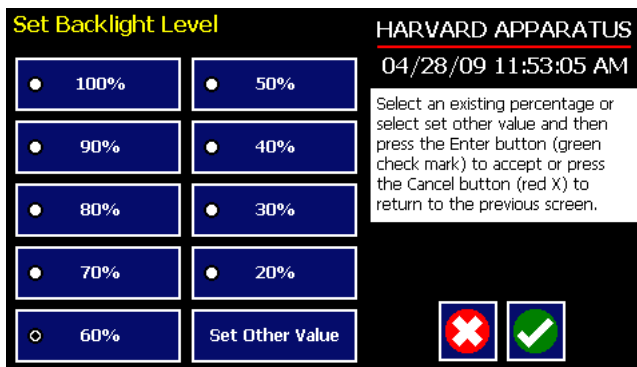 Set Backlight Level
100%
50%
90%
40%
80%
30%
70%
20%
60%
Set Other Value
HARVARD APPARATUS
04/28/09 11:53:05 AM
Select an existing percentage or
select set other value and then
press the Enter button (green
check mark) to accept or press
the Cancel button (red X) to
return to the previous screen.